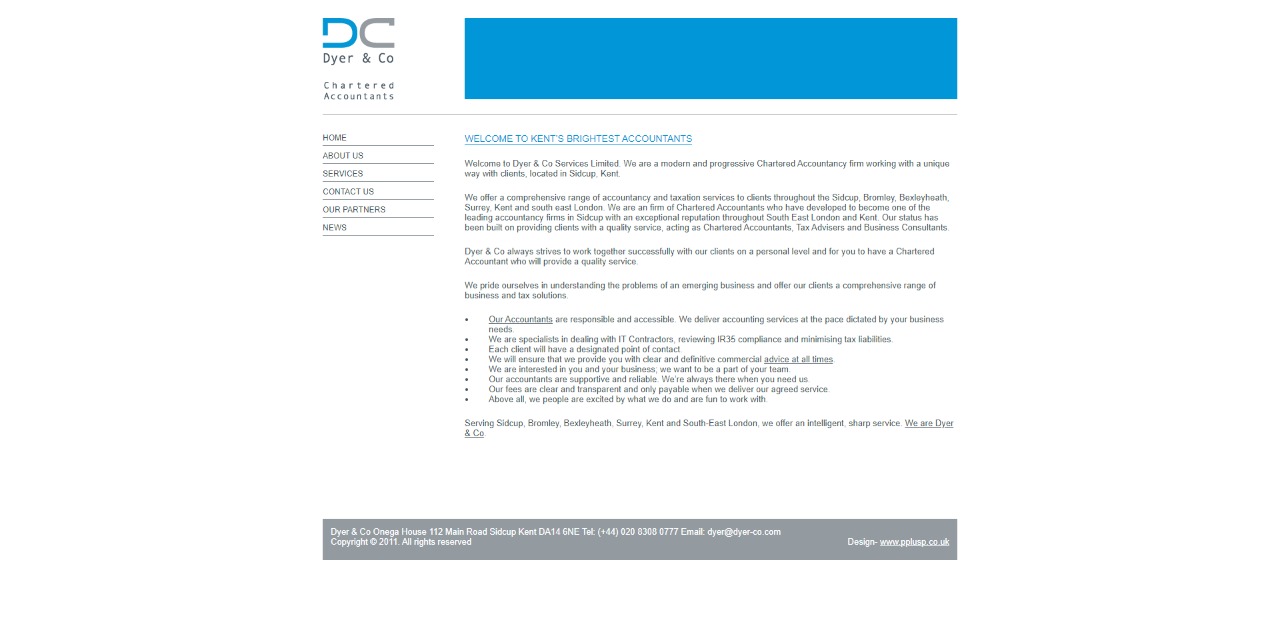 DC
Dyer & Co
Chartered
Accountants
HOME
ABOUT US
SERVICES
CONTACT US
OUR PARTNERS
NEWS
WELCOME TO KENT'S BRIGHTEST ACCOUNTANTS
Welcome to Dyer & Co Services Limited. We are a modern and progressive Chartered Accountancy firm working with a unique
way with clients, located in Sidcup, Kent.
We offer a comprehensive range of accountancy and taxation services to clients throughout the Sidcup, Bromley, Bexleyheath,
Surrey, Kent and south east London. We are an firm of Chartered Accountants who have developed to become one of the
leading accountancy firms in Sidcup with an exceptional reputation throughout South East London and Kent. Our status has
been built on providing clients with a quality service, acting as Chartered Accountants, Tax Advisers and Business Consultants.
Dyer & Co always strives to work together successfully with our clients on a personal level and for you to have a Chartered
Accountant who will provide a quality service.
We pride ourselves in understanding the problems of an emerging business and offer our clients a comprehensive range of
business and tax solutions.
• Our Accountants are responsible and accessible. We deliver accounting services at the pace dictated by your business
needs.
• We are specialists in dealing with IT Contractors, reviewing IR35 compliance and minimising tax liabilities.
• Each client will have a designated point of contact.
• We will ensure that we provide you with clear and definitive commercial advice at all times.
• We are interested in you and your business; we want to be a part of your team.
• Our accountants are supportive and reliable. We're always there when you need us.
• Our fees are clear and transparent and only payable when we deliver our agreed service.
• Above all, we people are excited by what we do and are fun to work with.
Serving Sidcup, Bromley, Bexleyheath, Surrey, Kent and South-East London, we offer an intelligent, sharp service. We are Dyer
& Co.
Dyer & Co Onega House 112 Main Road Sidcup Kent DA14 6NE Tel: (+44) 020 8308 0777 Email: dyer@dyer-co.com
Copyright © 2011. All rights reserved
Design- www.pplusp.co.uk